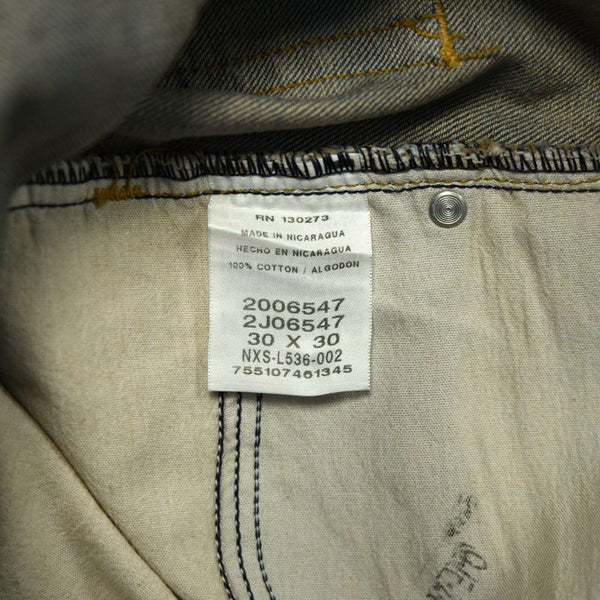 RN 130273
MADE IN NICARAGUA
HECHO EN NICARAGUA
100% COTTON / ALGODON
2006547
2J06547
30 X 30
NXS-L536-002
755107461345